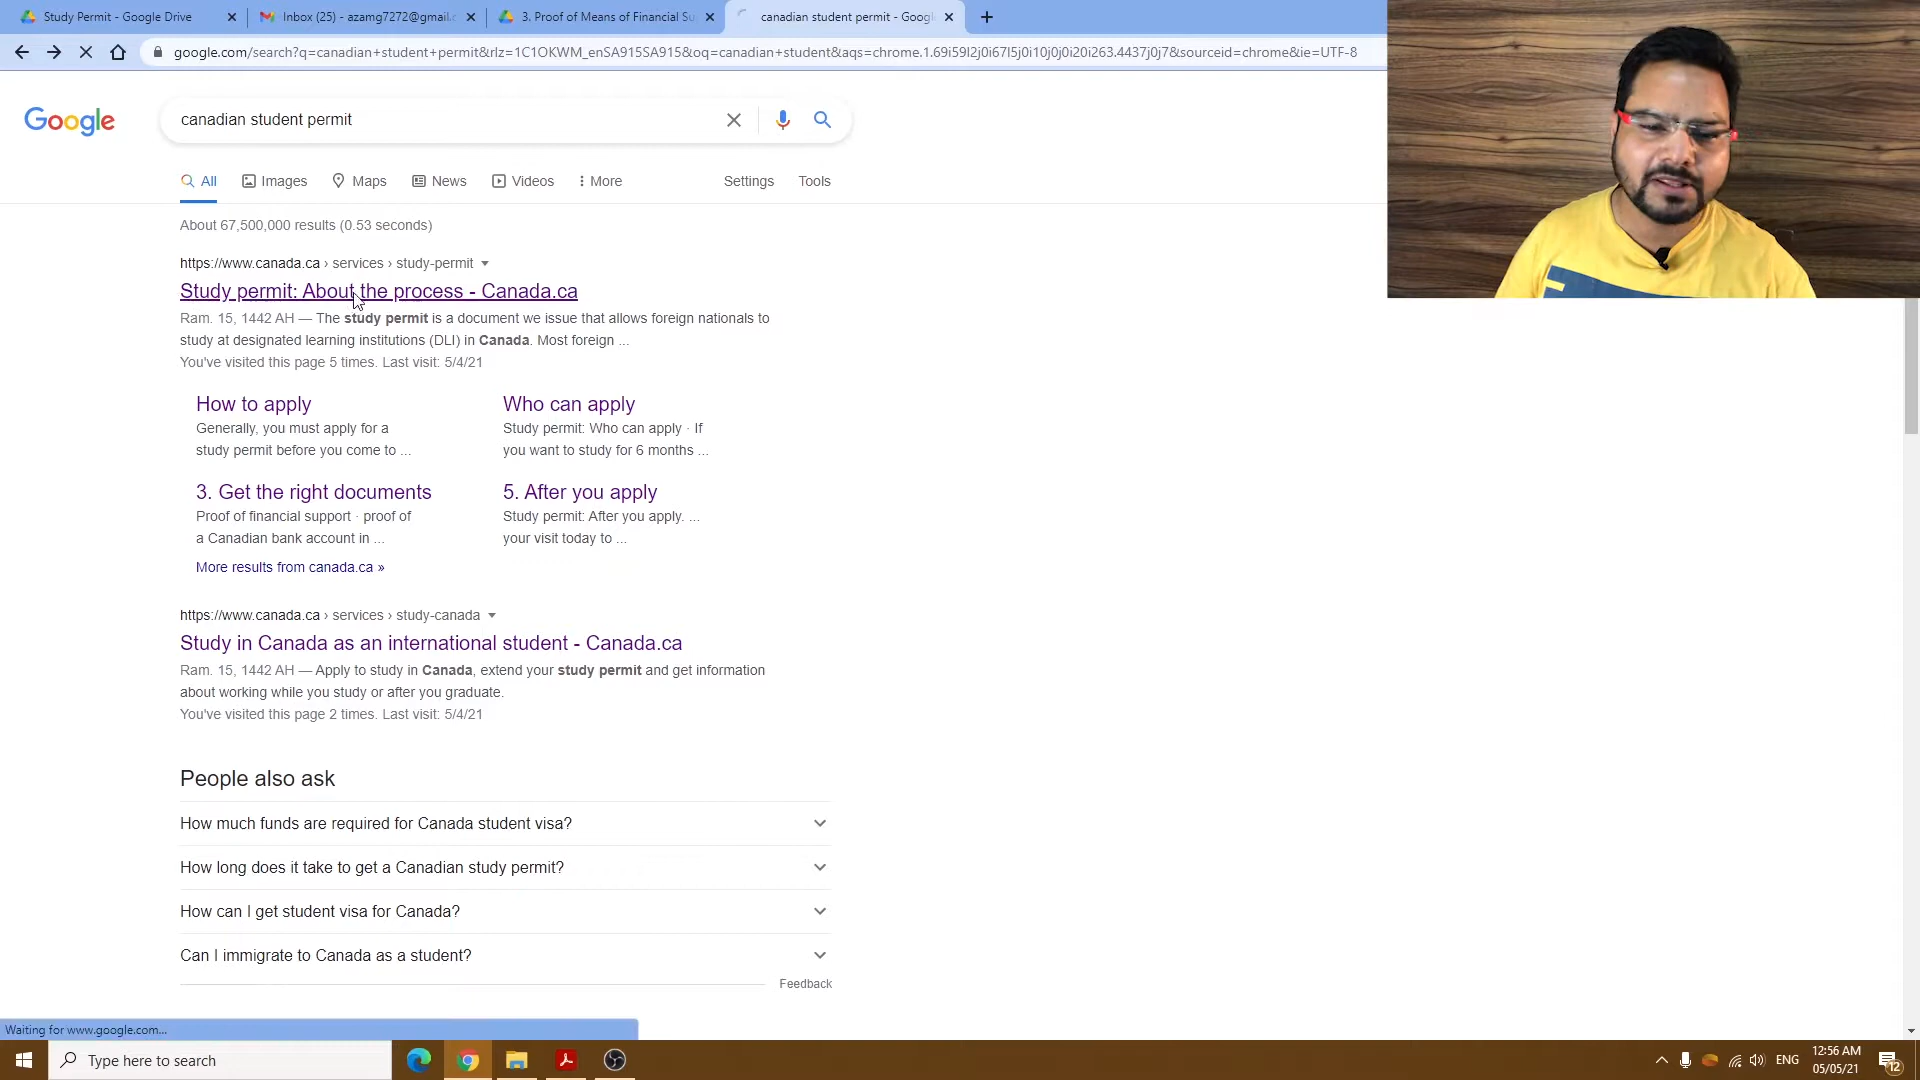 Study Permit - Google Drive
Inbox (25) - azamg7272@gmail.c
3. Proof of Means of Financial Su
canadian student permit - Goog
google.com/search?q=canadian+student+permit&rlz=1C1OKWM_enSA915SA915&oq=canadian+student&aqs=chrome.1.69i59l2j0i67l5j0i10j0j0i20i263.4437j0j7&sourceid=chrome&ie=UTF-8
Google
canadian student permit
All Images Maps News Videos More Settings Tools
About 67,500,000 results (0.53 seconds)
https://www.canada.ca › services › study-permit
Study permit: About the process - Canada.ca
Ram. 15, 1442 AH — The study permit is a document we issue that allows foreign nationals to
study at designated learning institutions (DLI) in Canada. Most foreign ...
You've visited this page 5 times. Last visit: 5/4/21
How to apply
Generally, you must apply for a
study permit before you come to ...
Who can apply
Study permit: Who can apply · If
you want to study for 6 months ...
3. Get the right documents
Proof of financial support · proof of
a Canadian bank account in ...
5. After you apply
Study permit: After you apply. ...
your visit today to ...
More results from canada.ca »
https://www.canada.ca › services › study-canada
Study in Canada as an international student - Canada.ca
Ram. 15, 1442 AH — Apply to study in Canada, extend your study permit and get information
about working while you study or after you graduate.
You've visited this page 2 times. Last visit: 5/4/21
People also ask
How much funds are required for Canada student visa?
How long does it take to get a Canadian study permit?
How can I get student visa for Canada?
Can I immigrate to Canada as a student?
Feedback
Waiting for www.google.com...
Type here to search
ENG
12:56 AM
05/05/21
12